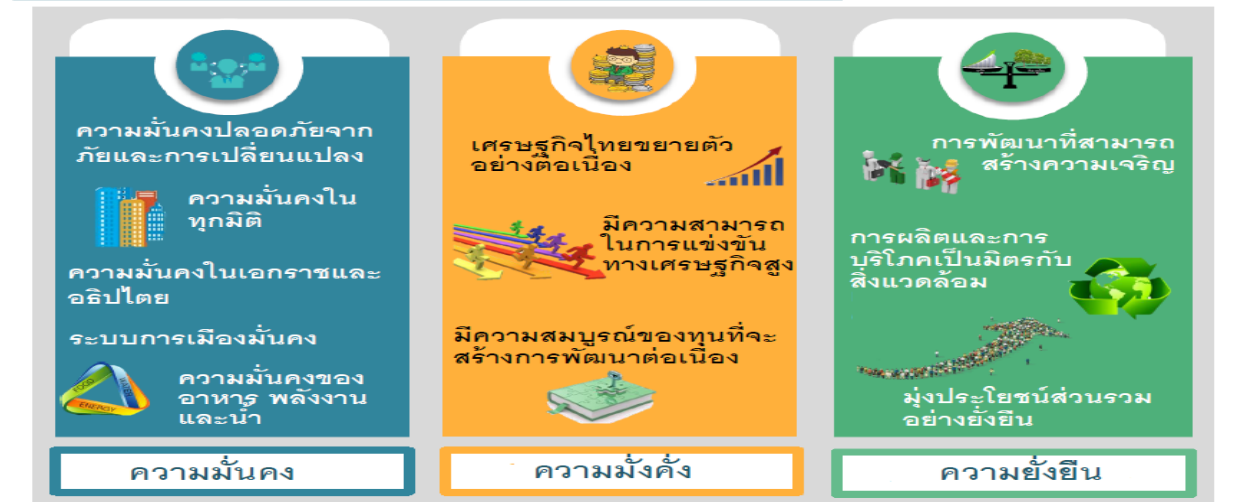 ความมั่นคงปลอดภัยจาก
ภัยและการเปลี่ยนแปลง
ความมั่นคงใน
ทุกมิติ
ความมั่นคงในเอกราชและ
อธิปไตย
ระบบการเมืองมั่นคง
FOOD
WATER
ENERGY
ความมั่นคงของ
อาหาร พลังงาน
และน้ำ
ความมั่นคง
เศรษฐกิจไทยขยายตัว
อย่างต่อเนื่อง
มีความสามารถ
ในการแข่งขัน
ทางเศรษฐกิจสูง
มีความสมบูรณ์ของทุนที่จะ
สร้างการพัฒนาต่อเนื่อง
ความมั่งคั่ง
การพัฒนาที่สามารถ
สร้างความเจริญ
การผลิตและการ
บริโภคเป็นมิตรกับ
สิ่งแวดล้อม
มุ่งประโยชน์ส่วนรวม
อย่างยั่งยืน
ความยั่งยืน